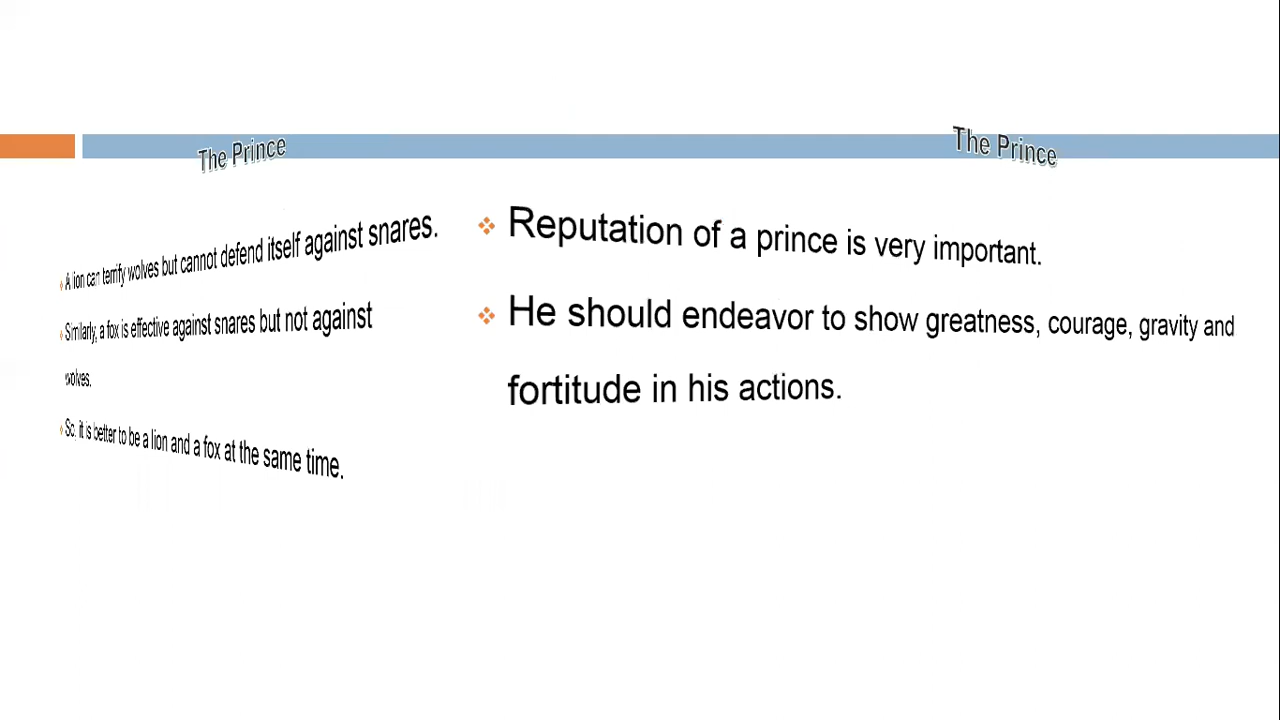 The Prince
A lion can terrify wolves but cannot defend itself against snares.
Similarly, a fox is effective against snares but not against
wolves.
So, it is better to be a lion and a fox at the same time.
The Prince
Reputation of a prince is very important.
He should endeavor to show greatness, courage, gravity and
fortitude in his actions.